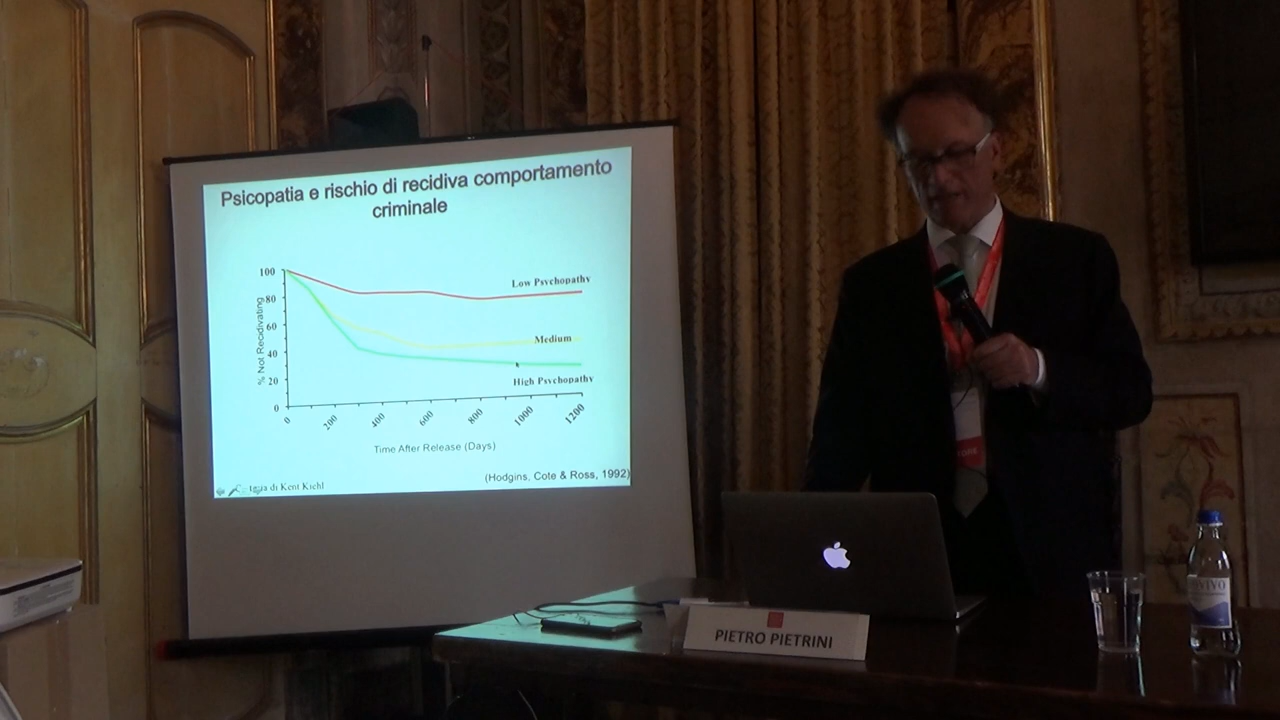 Psicopatia e rischio di recidiva comportamento
criminale
100
80
60
40
20
0
% Not Recidivating
Low Psychopathy
Medium
High Psychopathy
0
200
400
600
800
1000
1200
Time After Release (Days)
(Hodgins, Cote & Ross, 1992)
di Kent Kiehl
PIETRO PIETRINI